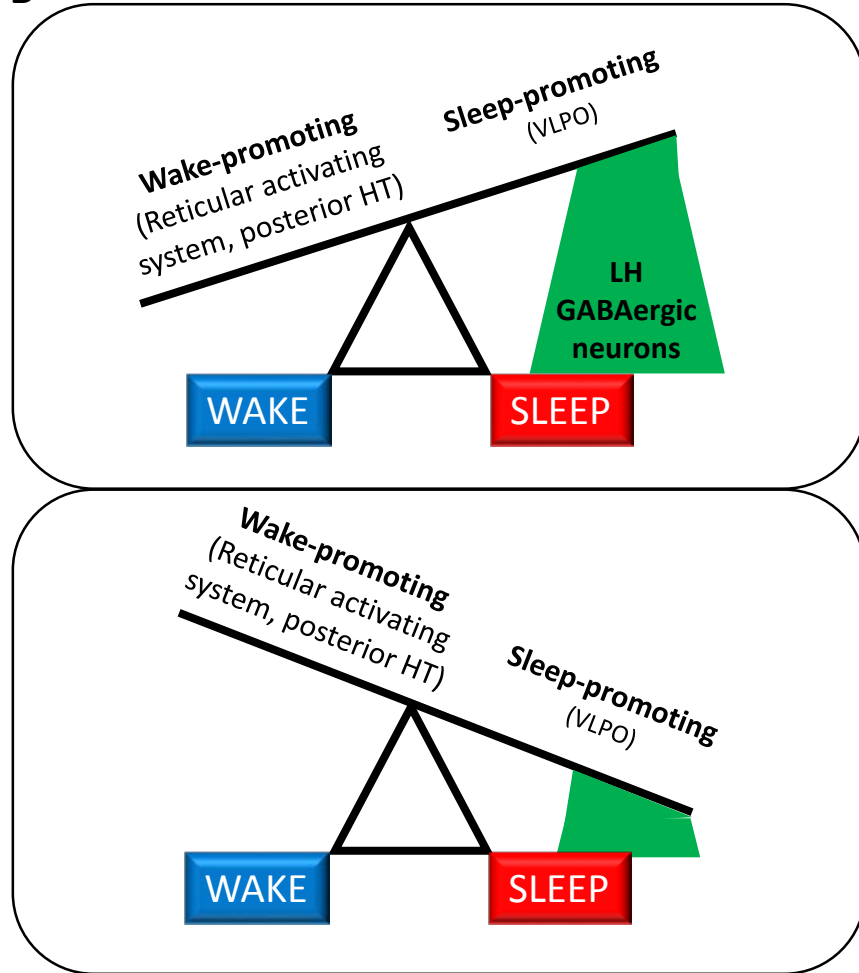 Sleep-promoting
(VLPO)
Wake-promoting
(Reticular activating
system, posterior HT)
LH
GABAergic
neurons
WAKE
SLEEP
Wake-promoting
(Reticular activating
system, posterior HT)
Sleep-promoting
(VLPO)
WAKE
SLEEP